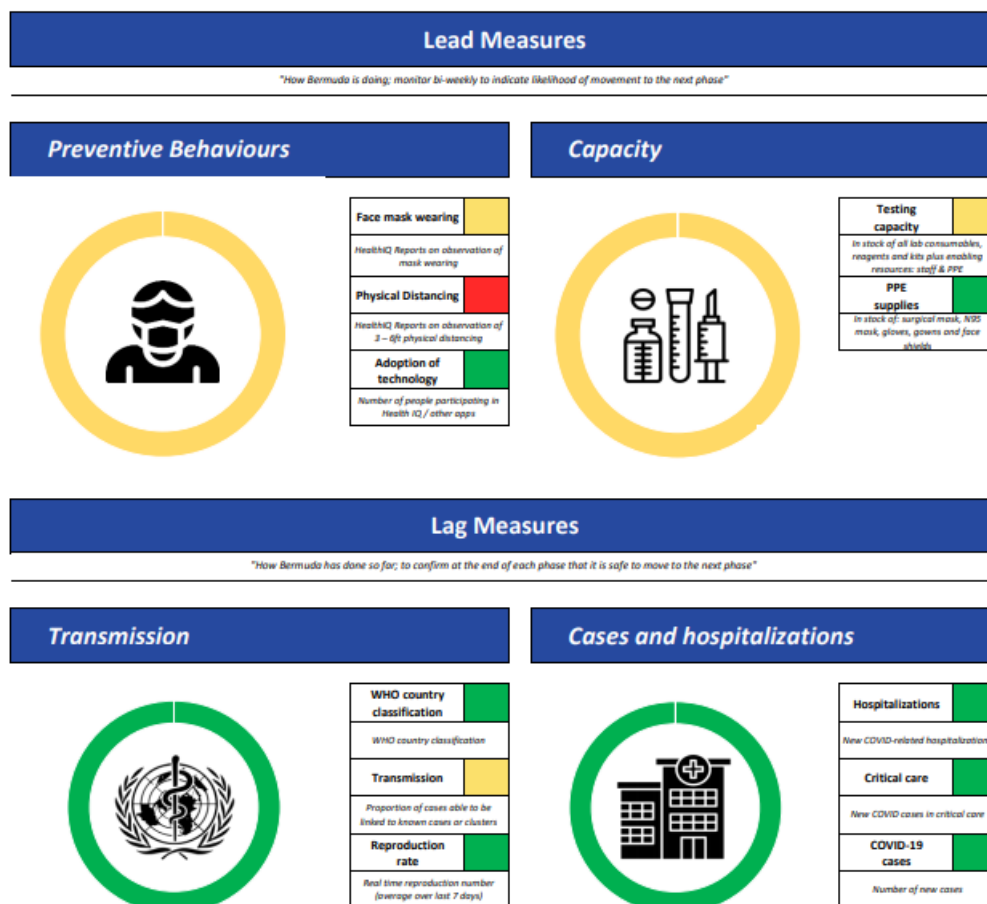 Lead Measures
"How Bermuda is doing; monitor bi-weekly to indicate likelihood of movement to the next phase"
Preventive Behaviours
Face mask wearing
HealthIQ Reports on observation of
mask wearing
Physical Distancing
HealthIQ Reports on observation of
3 – 6ft physical distancing
Adoption of
technology
Number of people participating in
Health IQ / other apps
Capacity
Testing
capacity
In stock of all lab consumables,
reagents and kits plus enabling
resources: staff & PPE
PPE
supplies
In stock of: surgical mask, N95
mask, gloves, gowns and face
shields
Lag Measures
"How Bermuda has done so far; to confirm at the end of each phase that it is safe to move to the next phase"
Transmission
WHO country
classification
WHO country classification
Transmission
Proportion of cases able to be
linked to known cases or clusters
Reproduction
rate
Real time reproduction number
(average over last 7 days)
Cases and hospitalizations
Hospitalizations
New COVID-related hospitalization
Critical care
New COVID cases in critical care
COVID-19
cases
Number of new cases